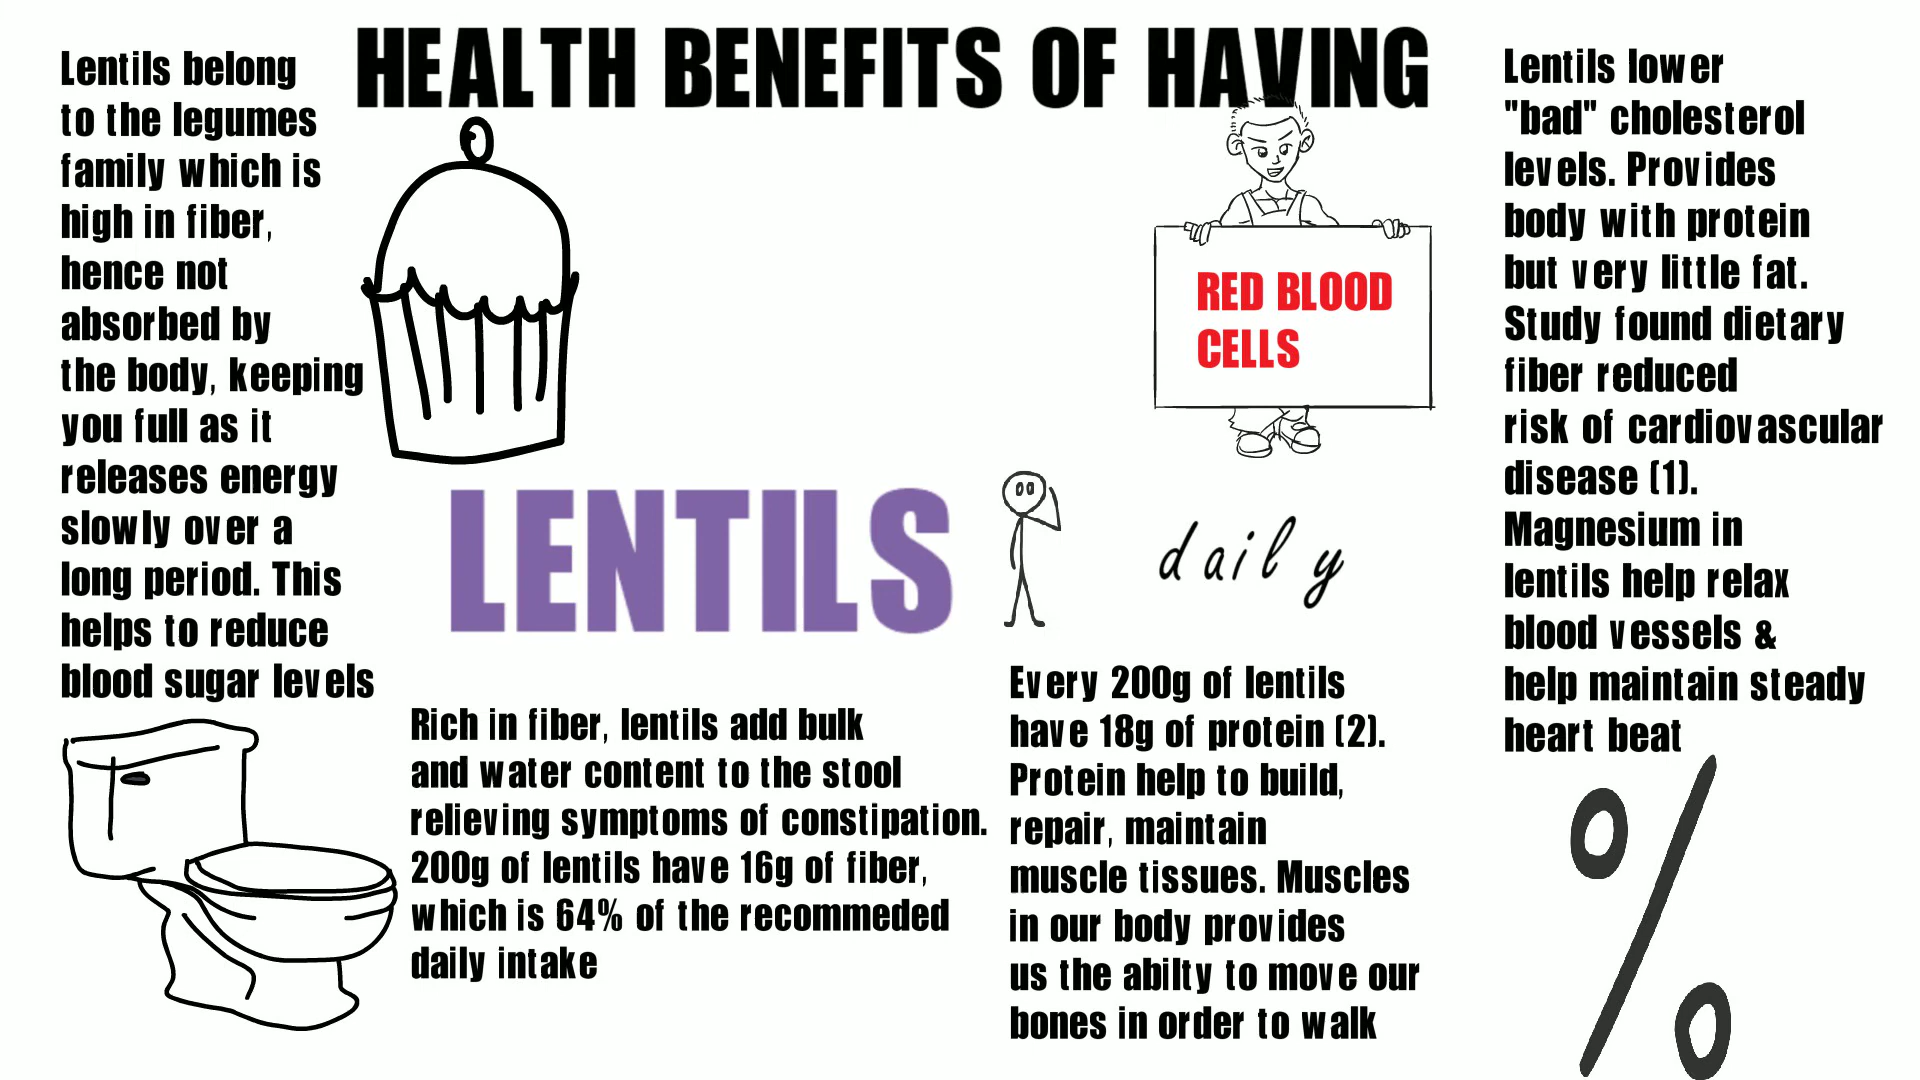 HEALTH BENEFITS OF HAVING
Lentils belong
to the legumes
family which is
high in fiber,
hence not
absorbed by
the body, keeping
you full as it
releases energy
slowly over a
long period. This
helps to reduce
blood sugar levels
RED BLOOD
CELLS
LENTILS
daily
Rich in fiber, lentils add bulk
and water content to the stool
relieving symptoms of constipation.
200g of lentils have 16g of fiber,
which is 64% of the recommeded
daily intake
Every 200g of lentils
have 18g of protein (2).
Protein help to build,
repair, maintain
muscle tissues. Muscles
in our body provides
us the abilty to move our
bones in order to walk
Lentils lower
"bad" cholesterol
levels. Provides
body with protein
but very little fat.
Study found dietary
fiber reduced
risk of cardiovascular
disease (1).
Magnesium in
lentils help relax
blood vessels &
help maintain steady
heart beat
%